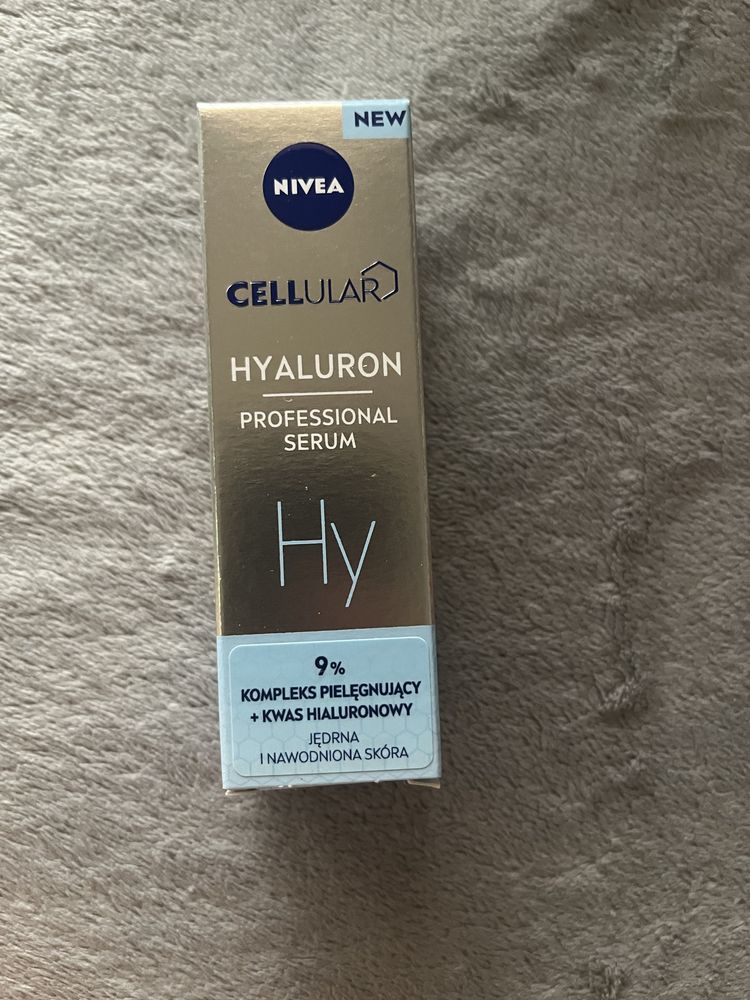 NEW
NIVEA
CELLULAR
HYALURON
PROFESSIONAL
SERUM
Hy
9%
KOMPLEKS PIELĘGNUJĄCY
+ KWAS HIALURONOWY
JĘDRNA
I NAWODNIONA SKÓRA